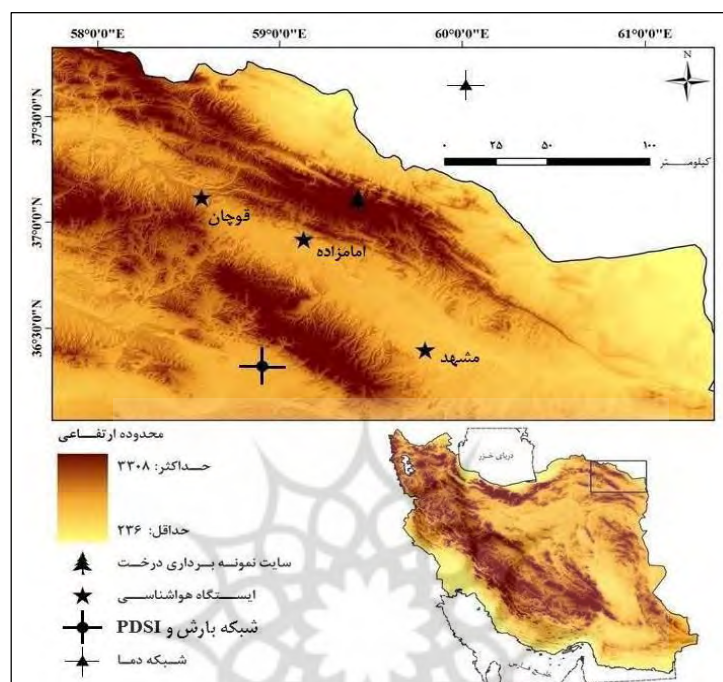 58°0'0"E 59°0'0"E 60°0'0"E 61°0'0"E
N
37°30'0"N
37°0'0"N
36°30'0"N
۰ ۲۵ ۵۰ ۱۰۰
کیلومتر
قوچان
امامزاده
مشهد
محدوده ارتفاعی
حداکثر: ۳۳۰۸
حداقل: ۲۳۶
سایت نمونه برداری درخت
ایستگاه هواشناسی
شبکه بارش و PDSI
شبکه دما
دریای خزر
خلیج فارس